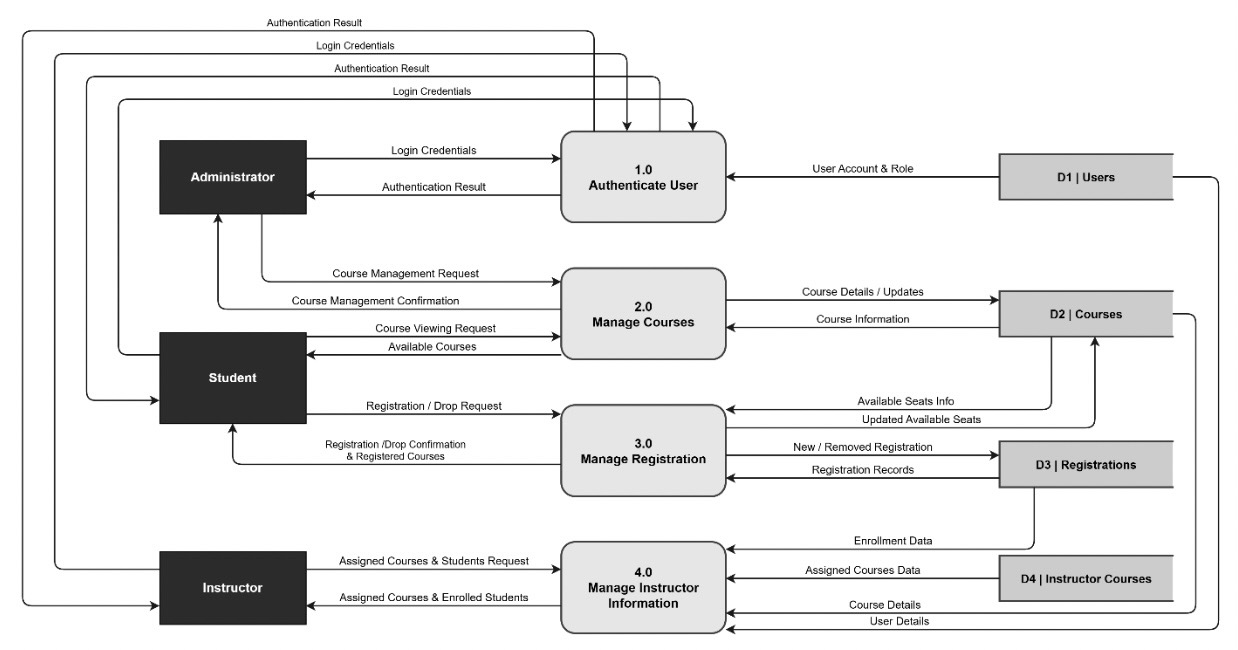 Authentication Result
Login Credentials
Authentication Result
Login Credentials
Administrator
Login Credentials
Authentication Result
1.0
Authenticate User
User Account & Role
D1 | Users
Course Management Request
Course Management Confirmation
2.0
Manage Courses
Course Details / Updates
Course Information
D2 | Courses
Course Viewing Request
Available Courses
Student
Registration / Drop Request
Registration /Drop Confirmation
& Registered Courses
3.0
Manage Registration
Available Seats Info
Updated Available Seats
New / Removed Registration
Registration Records
D3 | Registrations
Instructor
Assigned Courses & Students Request
Assigned Courses & Enrolled Students
4.0
Manage Instructor
Information
Enrollment Data
Assigned Courses Data
D4 | Instructor Courses
Course Details
User Details